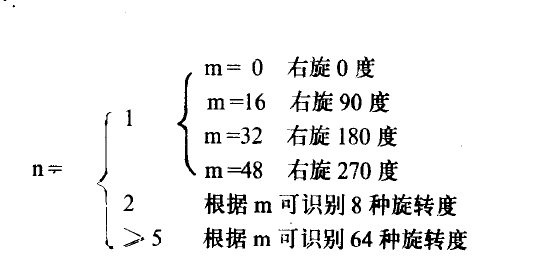 m = 0 右旋 0 度
m =16 右旋 90 度
1
m =32 右旋 180 度
n = m =48 右旋 270 度
2 根据 m 可识别 8 种旋转度
⩾ 5 根据 m 可识别 64 种旋转度